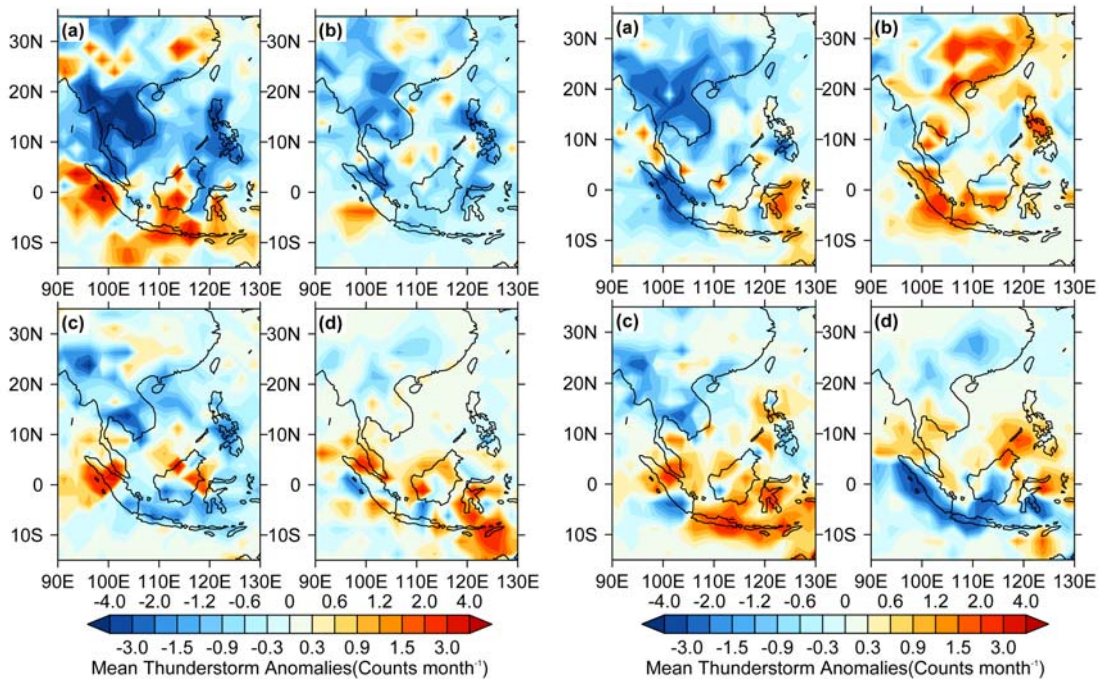 (a) (b) (a) (b)
30N 30N
20N 20N
10N 10N
0 0
10S 10S
90E 100E 110E 120E 90E 100E 110E 120E 130E 90E 100E 110E 120E 90E 100E 110E 120E 130E
(c) (d) (c) (d)
30N 30N
20N 20N
10N 10N
0 0
10S 10S
90E 100E 110E 120E 130E 100E 110E 120E 130E 90E 100E 110E 120E 130E 100E 110E 120E 130E
-4.0 -2.0 -1.2 -0.6 0 0.6 1.2 2.0 4.0 -4.0 -2.0 -1.2 -0.6 0 0.6 1.2 2.0 4.0
-3.0 -1.5 -0.9 -0.3 0.3 0.9 1.5 3.0 -3.0 -1.5 -0.9 -0.3 0.3 0.9 1.5 3.0
Mean Thunderstorm Anomalies(Counts month⁻¹) Mean Thunderstorm Anomalies(Counts month⁻¹)